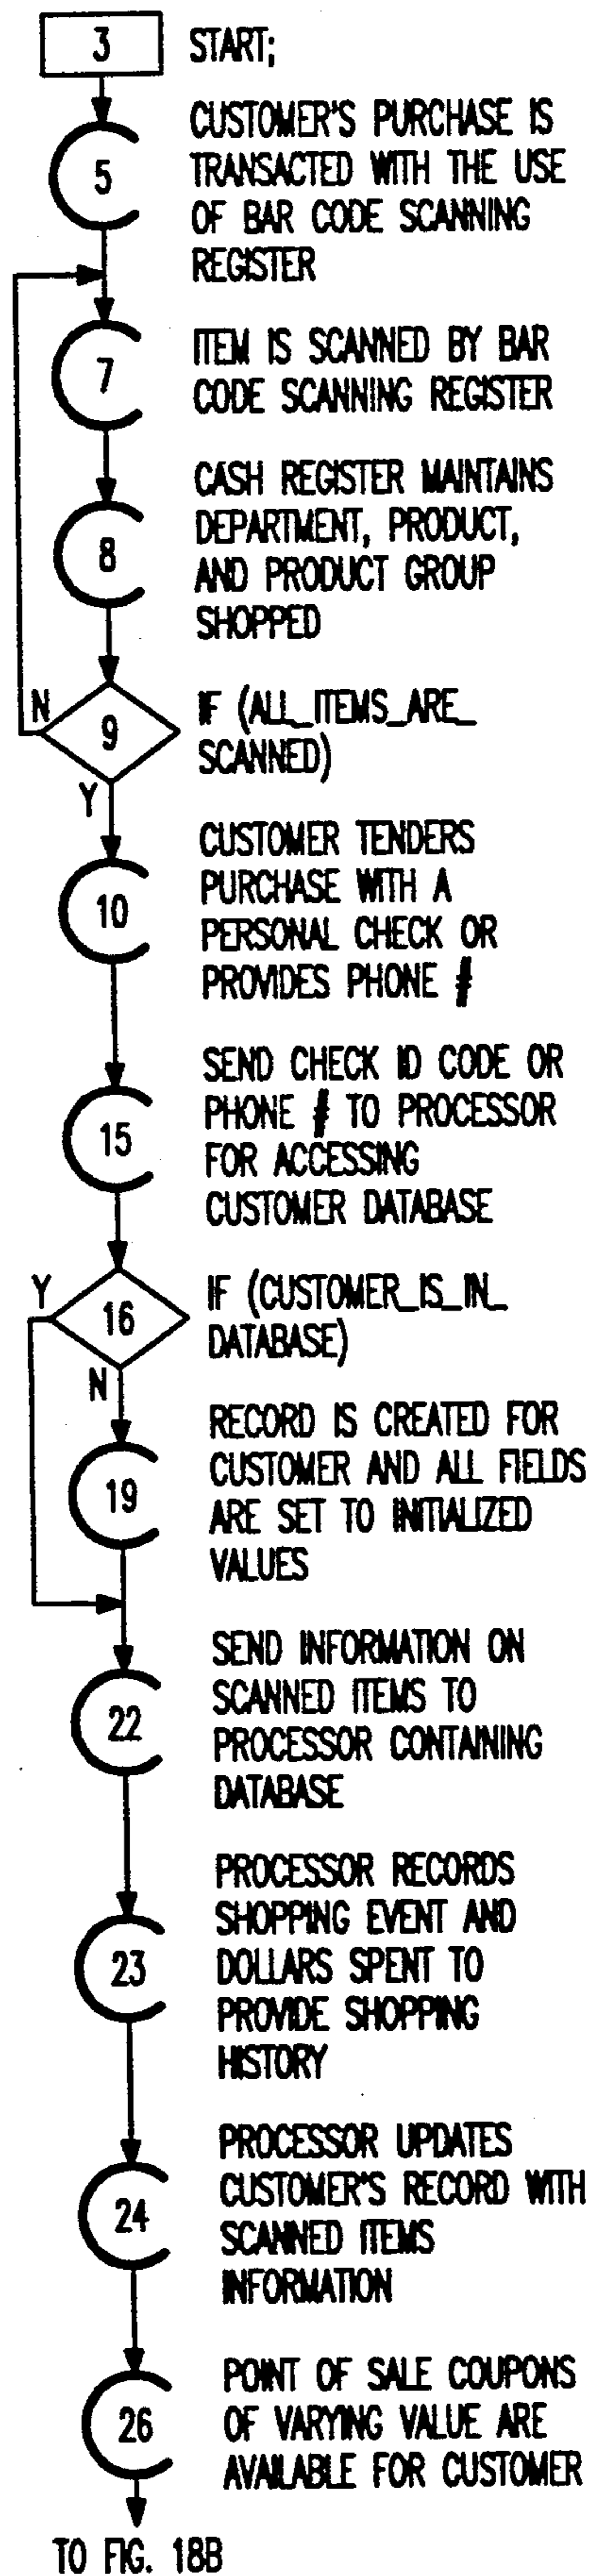 3 START;
5 CUSTOMER'S PURCHASE IS
TRANSACTED WITH THE USE
OF BAR CODE SCANNING
REGISTER
7 ITEM IS SCANNED BY BAR
CODE SCANNING REGISTER
8 CASH REGISTER MAINTAINS
DEPARTMENT, PRODUCT,
AND PRODUCT GROUP
SHOPPED
N 9 IF (ALL_ITEMS_ARE_
SCANNED)
Y
10 CUSTOMER TENDERS
PURCHASE WITH A
PERSONAL CHECK OR
PROVIDES PHONE #
15 SEND CHECK ID CODE OR
PHONE # TO PROCESSOR
FOR ACCESSING
CUSTOMER DATABASE
Y 16 IF (CUSTOMER_IS_IN_
DATABASE)
N
19 RECORD IS CREATED FOR
CUSTOMER AND ALL FIELDS
ARE SET TO INITIALIZED
VALUES
22 SEND INFORMATION ON
SCANNED ITEMS TO
PROCESSOR CONTAINING
DATABASE
23 PROCESSOR RECORDS
SHOPPING EVENT AND
DOLLARS SPENT TO
PROVIDE SHOPPING
HISTORY
24 PROCESSOR UPDATES
CUSTOMER'S RECORD WITH
SCANNED ITEMS
INFORMATION
26 POINT OF SALE COUPONS
OF VARYING VALUE ARE
AVAILABLE FOR CUSTOMER
TO FIG. 18B